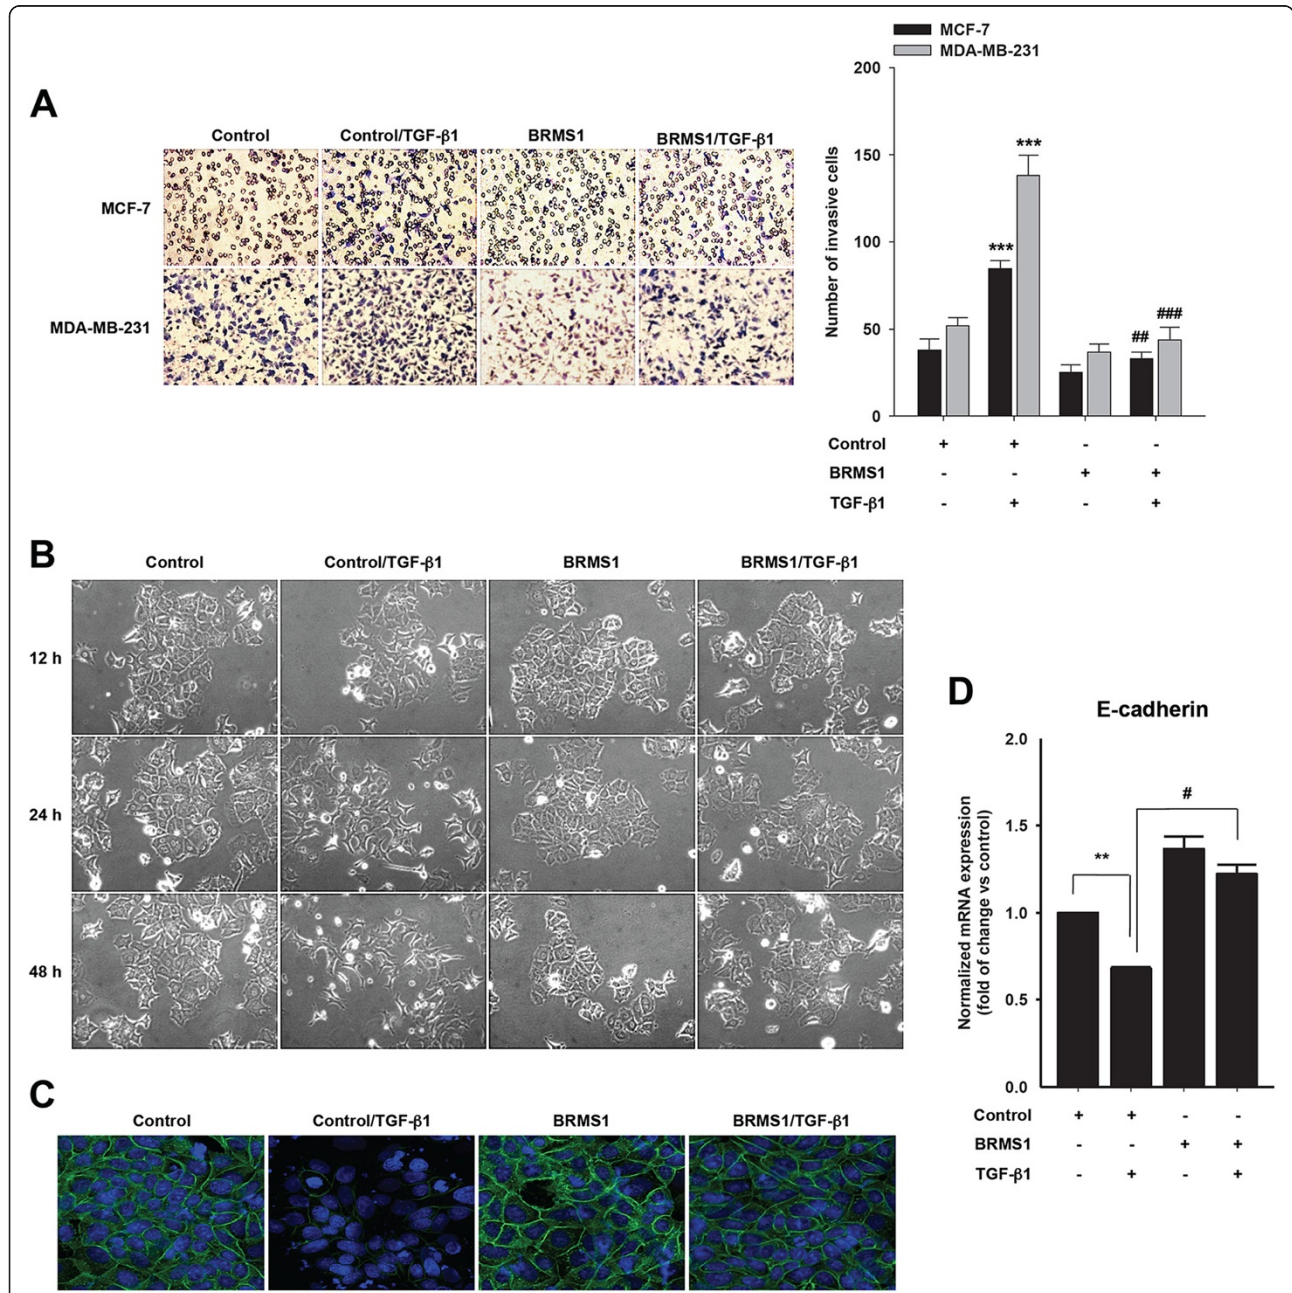 A
Control Control/TGF-β1 BRMS1 BRMS1/TGF-β1
MCF-7
MDA-MB-231
MCF-7
MDA-MB-231
Number of invasive cells
200
150
100
50
0
***
***
##
###
Control + + - -
BRMS1 - - + +
TGF-β1 - + - +
B
Control Control/TGF-β1 BRMS1 BRMS1/TGF-β1
12 h
24 h
48 h
C
Control Control/TGF-β1 BRMS1 BRMS1/TGF-β1
D
E-cadherin
Normalized mRNA expression
(fold of change vs control)
2.0
1.5
1.0
0.5
0.0
**
#
Control + + - -
BRMS1 - - + +
TGF-β1 - + - +